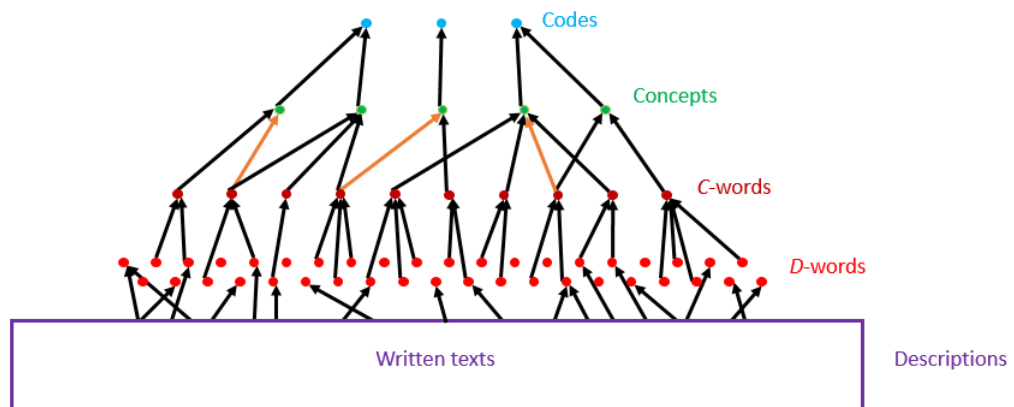 Codes
Concepts
C-words
D-words
Written texts
Descriptions